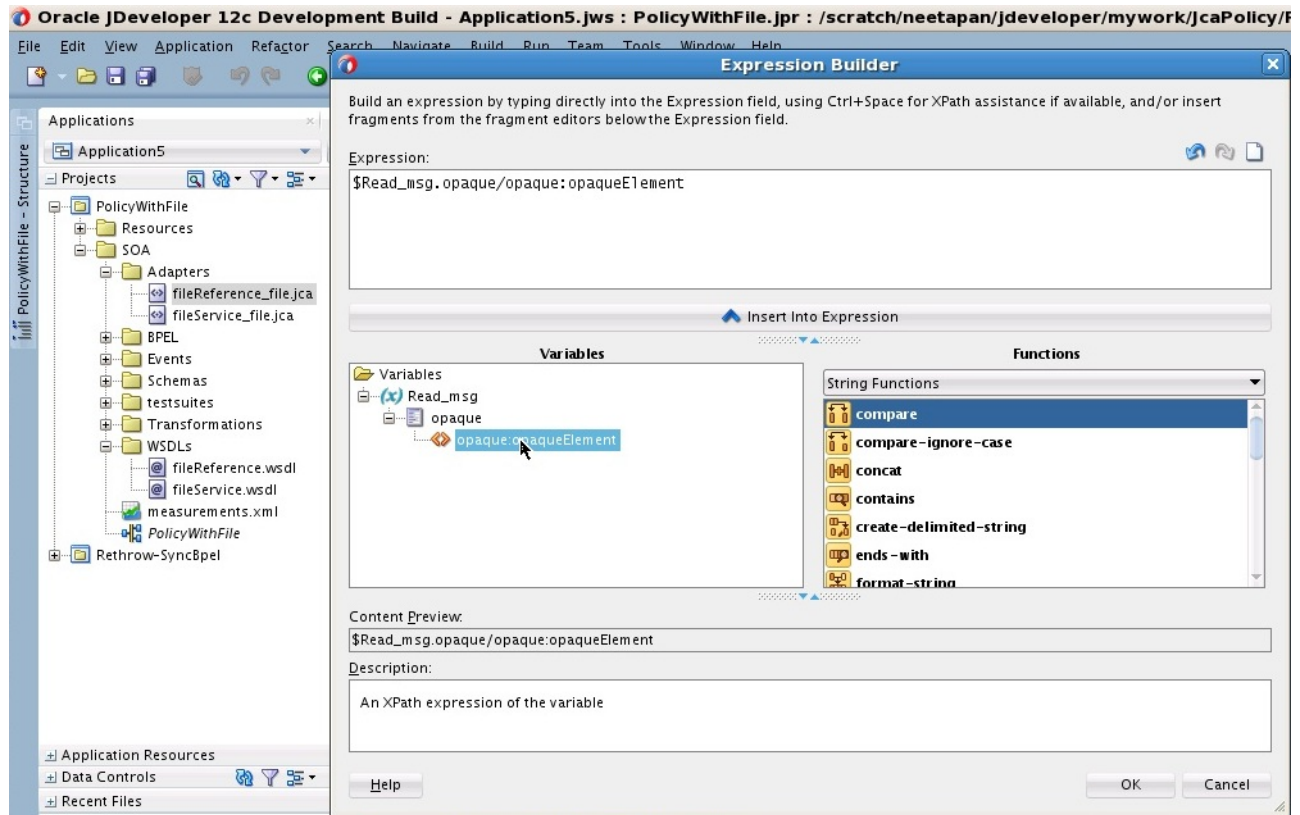 Oracle JDeveloper 12c Development Build - Application5.jws : PolicyWithFile.jpr : /scratch/neetapan/jdeveloper/mywork/JcaPolicy/
File Edit View Application Refactor Search Navigate Build Run Team Tools Window Help
Expression Builder
Build an expression by typing directly into the Expression field, using Ctrl+Space for XPath assistance if available, and/or insert
fragments from the fragment editors below the Expression field.
Expression:
$Read_msg.opaque/opaque:opaqueElement
Insert Into Expression
Variables
Variables
Read_msg
opaque
opaque:opaqueElement
Functions
String Functions
compare
compare-ignore-case
concat
contains
create-delimited-string
ends-with
format-string
Content Preview:
$Read_msg.opaque/opaque:opaqueElement
Description:
An XPath expression of the variable
Help
OK
Cancel
PolicyWithFile - Structure
Applications
Application5
Projects
PolicyWithFile
Resources
SOA
Adapters
fileReference_file.jca
fileService_file.jca
BPEL
Events
Schemas
testsuites
Transformations
WSDLs
fileReference.wsdl
fileService.wsdl
measurements.xml
PolicyWithFile
Rethrow-SyncBpel
Application Resources
Data Controls
Recent Files